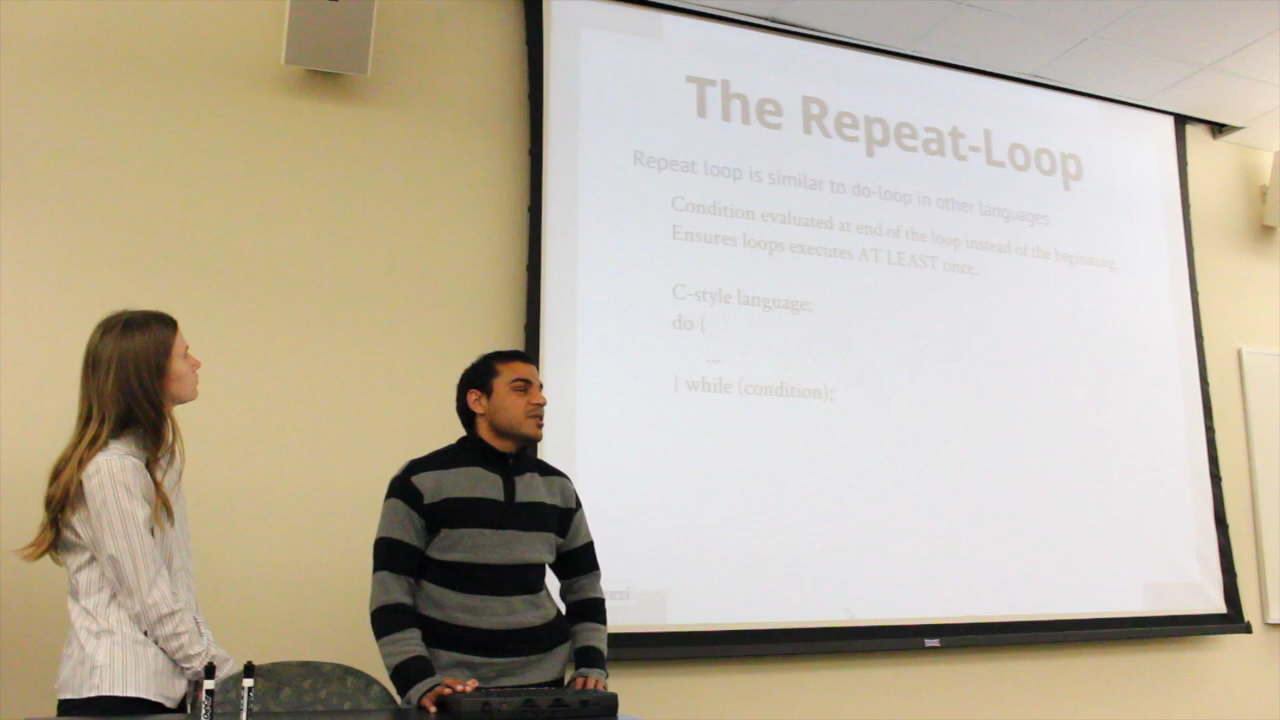 The Repeat-Loop
Repeat loop is similar to do-loop in other languages
Condition evaluated at end of the loop instead of the beginning.
Ensures loops executes AT LEAST once.
C-style language:
do {
...
} while (condition);